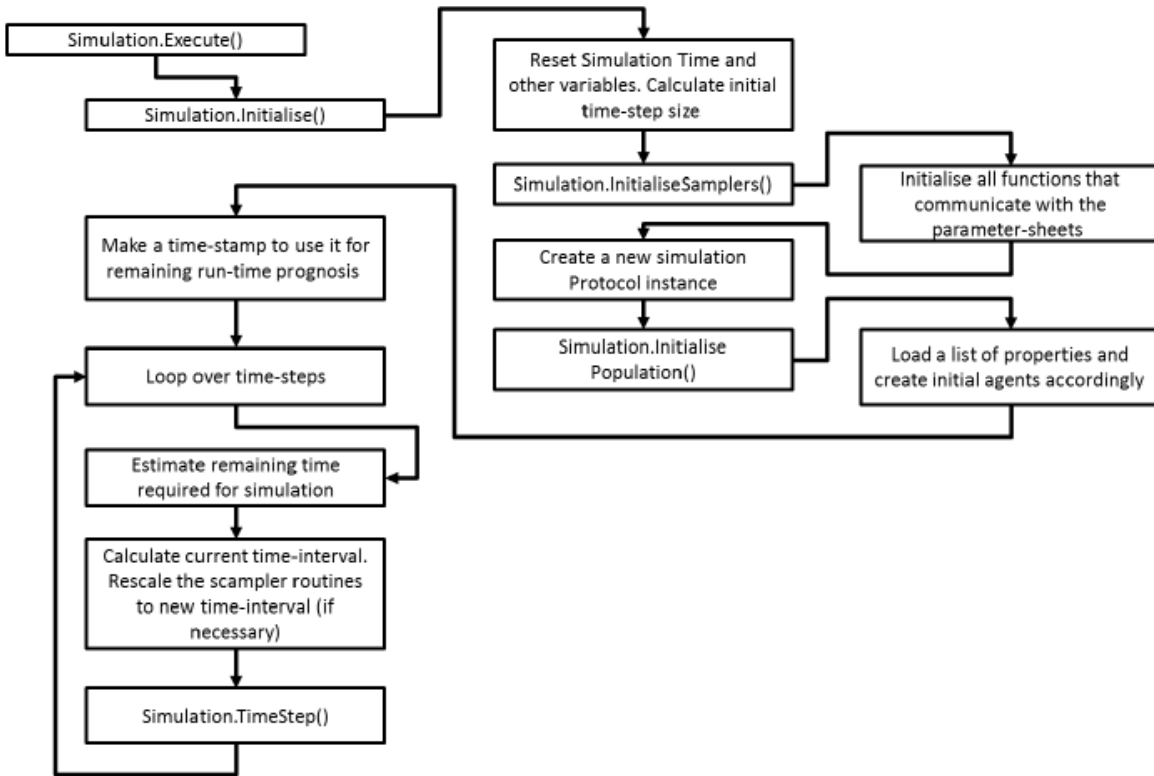 Simulation.Execute()
Simulation.Initialise()
Reset Simulation Time and
other variables. Calculate initial
time-step size
Simulation.InitialiseSamplers()
Initialise all functions that
communicate with the
parameter-sheets
Create a new simulation
Protocol instance
Simulation.Initialise
Population()
Load a list of properties and
create initial agents accordingly
Make a time-stamp to use it for
remaining run-time prognosis
Loop over time-steps
Estimate remaining time
required for simulation
Calculate current time-interval.
Rescale the scampler routines
to new time-interval (if
necessary)
Simulation.TimeStep()